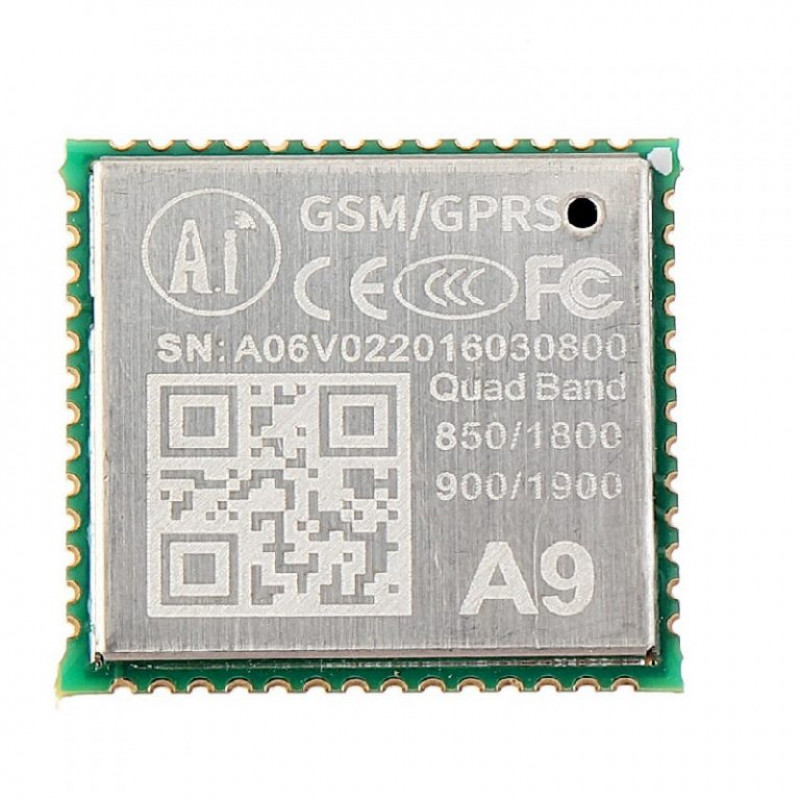 A.i
GSM/GPRS
CE CCC FC
SN: A06V022016030800
Quad Band
850/1800
900/1900
A9